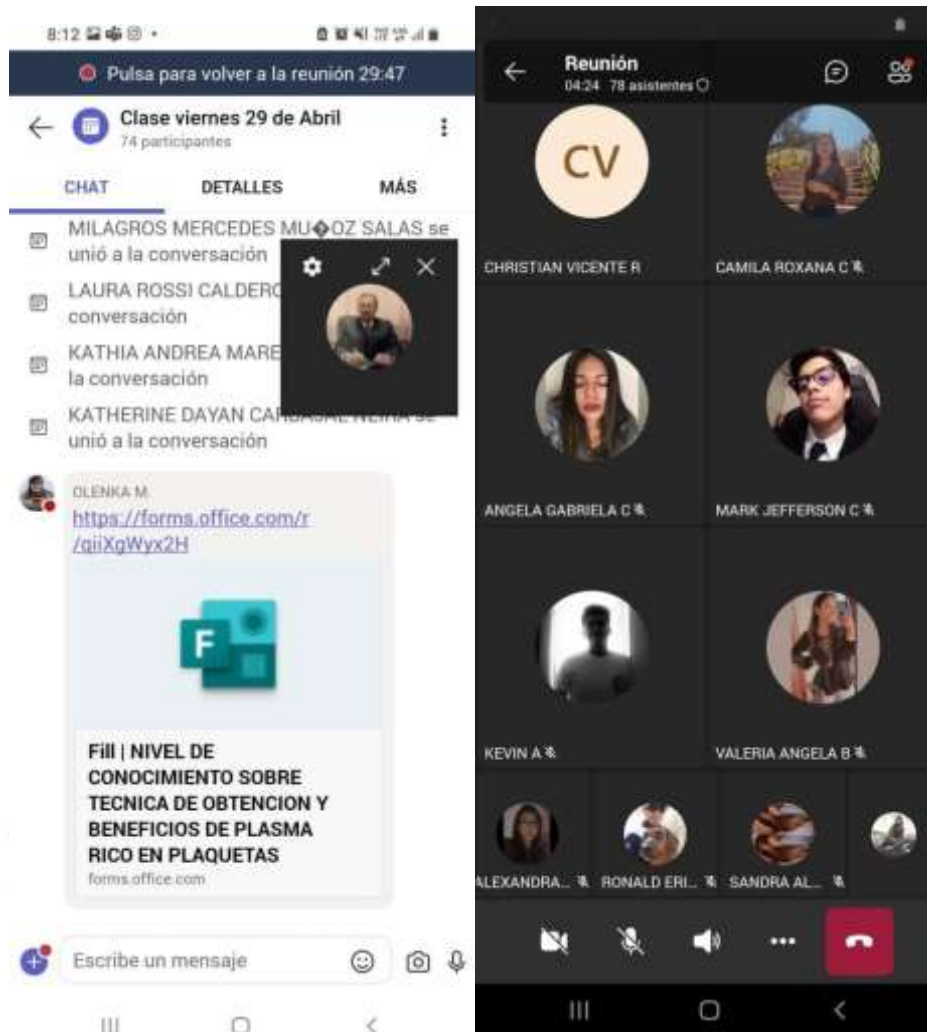 8:12
Pulsa para volver a la reunión 29:47
Clase viernes 29 de Abril
74 participantes
CHAT DETALLES MÁS
MILAGROS MERCEDES MU�OZ SALAS se
unió a la conversación
LAURA ROSSI
conversación
KATHIA ANDREA
la conversación
KATHERINE DAYAN
unió a la conversación
OLENKA M.
https://forms.office.com/r
/qiiXgWyx2H
F
Fill | NIVEL DE
CONOCIMIENTO SOBRE
TECNICA DE OBTENCION Y
BENEFICIOS DE PLASMA
RICO EN PLAQUETAS
forms.office.com
Escribe un mensaje
Reunión
04:24 78 asistentes
CV
CHRISTIAN VICENTE R
CAMILA ROXANA C
ANGELA GABRIELA C
MARK JEFFERSON C
KEVIN A
VALERIA ANGELA B
ALEXANDRA...
RONALD ERI...
SANDRA AL...